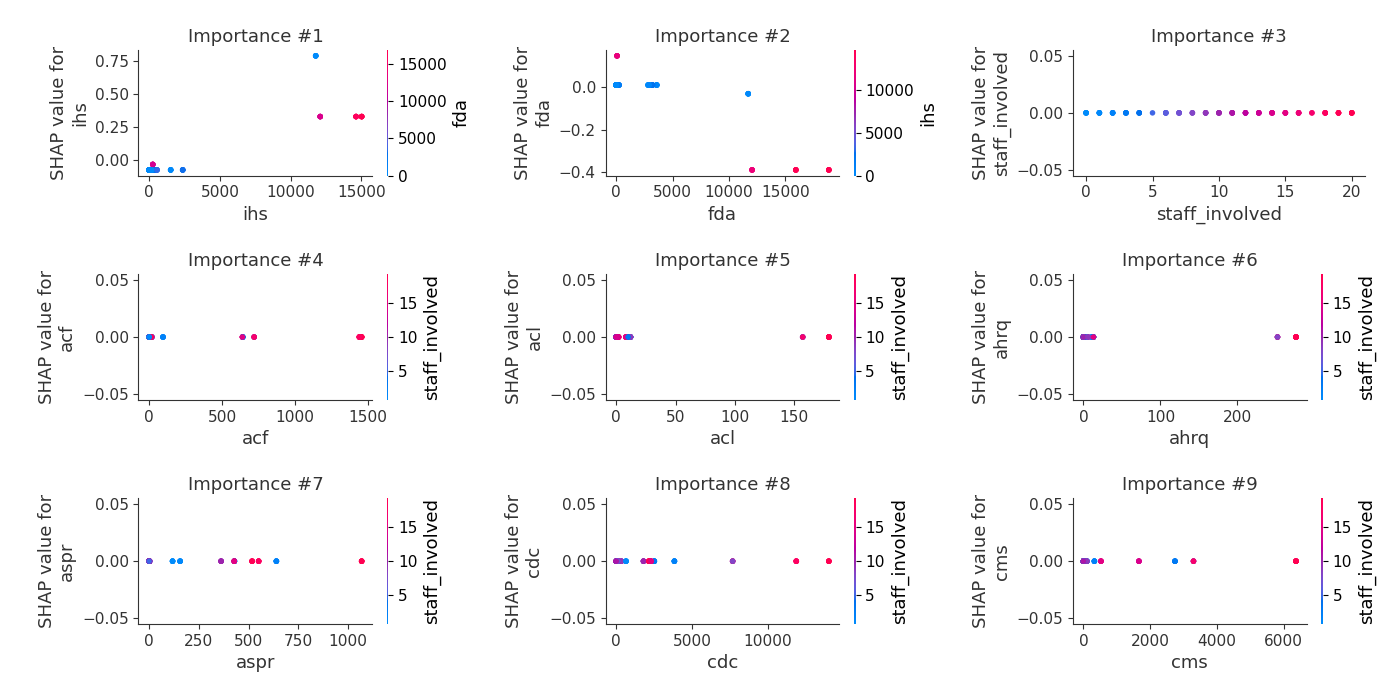 Importance #1
SHAP value for
ihs
0.75
0.50
0.25
0.00
0
5000
10000
15000
ihs
15000
10000
5000
0
fda
Importance #2
SHAP value for
fda
0.0
−0.2
−0.4
0
5000
10000
15000
fda
10000
5000
0
ihs
Importance #3
SHAP value for
staff_involved
0.05
0.00
−0.05
0
5
10
15
20
staff_involved
Importance #4
SHAP value for
acf
0.05
0.00
−0.05
0
500
1000
1500
acf
15
10
5
staff_involved
Importance #5
SHAP value for
acl
0.05
0.00
−0.05
0
50
100
150
acl
15
10
5
staff_involved
Importance #6
SHAP value for
ahrq
0.05
0.00
−0.05
0
100
200
ahrq
15
10
5
staff_involved
Importance #7
SHAP value for
aspr
0.05
0.00
−0.05
0
250
500
750
1000
aspr
15
10
5
staff_involved
Importance #8
SHAP value for
cdc
0.05
0.00
−0.05
0
5000
10000
cdc
15
10
5
staff_involved
Importance #9
SHAP value for
cms
0.05
0.00
−0.05
0
2000
4000
6000
cms
15
10
5
staff_involved